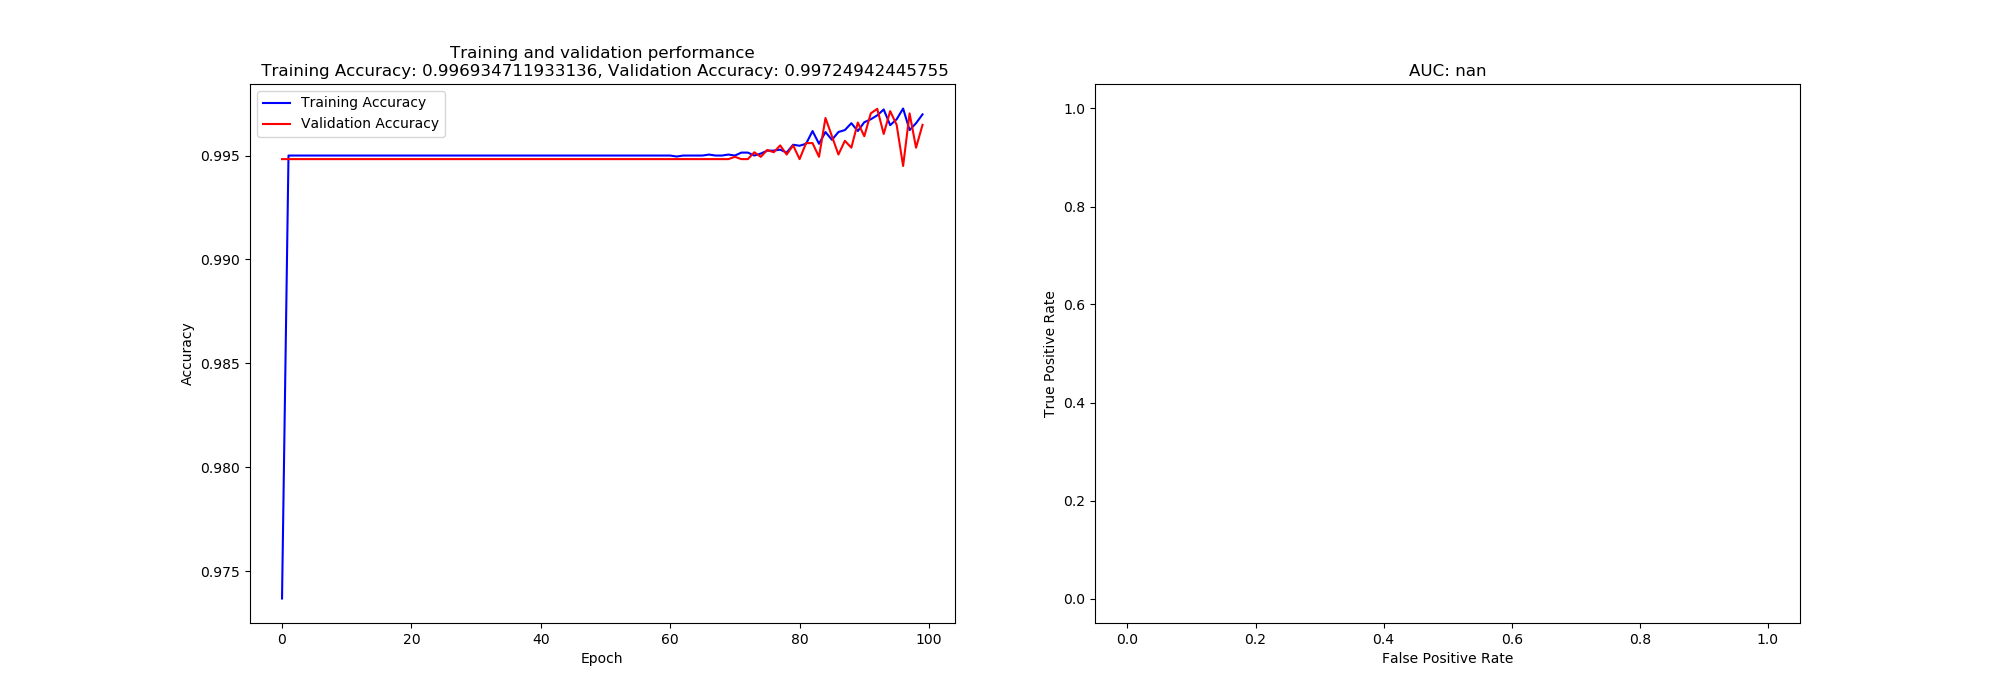 Training and validation performance
Training Accuracy: 0.996934711933136, Validation Accuracy: 0.99724942445755
Training Accuracy
Validation Accuracy
0.995
0.990
0.985
0.980
0.975
Accuracy
0 20 40 60 80 100
Epoch
AUC: nan
1.0
0.8
0.6
0.4
0.2
0.0
True Positive Rate
0.0 0.2 0.4 0.6 0.8 1.0
False Positive Rate